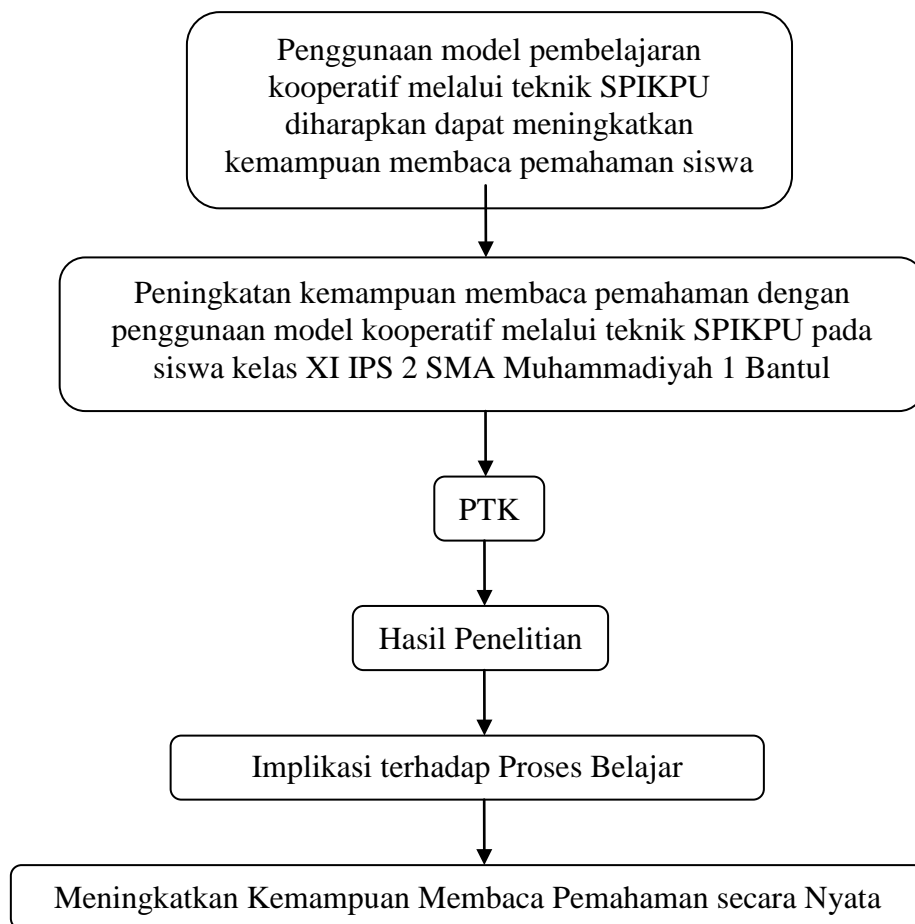 Penggunaan model pembelajaran
kooperatif melalui teknik SPIKPU
diharapkan dapat meningkatkan
kemampuan membaca pemahaman siswa
Peningkatan kemampuan membaca pemahaman dengan
penggunaan model kooperatif melalui teknik SPIKPU pada
siswa kelas XI IPS 2 SMA Muhammadiyah 1 Bantul
PTK
Hasil Penelitian
Implikasi terhadap Proses Belajar
Meningkatkan Kemampuan Membaca Pemahaman secara Nyata